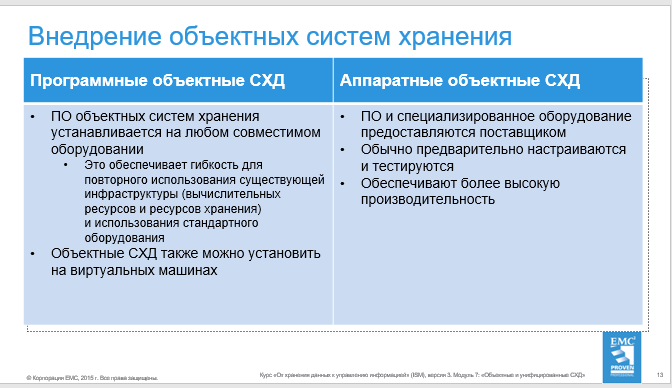 Внедрение объектных систем хранения
Программные объектные СХД
Аппаратные объектные СХД
• ПО объектных систем хранения
устанавливается на любом совместимом
оборудовании
• Это обеспечивает гибкость для
повторного использования существующей
инфраструктуры (вычислительных
ресурсов и ресурсов хранения)
и использования стандартного
оборудования
• Объектные СХД также можно установить
на виртуальных машинах
• ПО и специализированное оборудование
предоставляются поставщиком
• Обычно предварительно настраиваются
и тестируются
• Обеспечивают более высокую
производительность
EMC²
PROVEN
PROFESSIONAL
© Корпорация EMC, 2015 г. Все права защищены.
Курс «От хранения данных к управлению информацией» (ISM), версия 3. Модуль 7: «Объектные и унифицированные СХД»
13